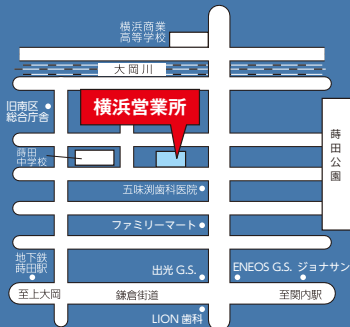 横浜商業
高等学校
大岡川
旧南区
総合庁舎
横浜営業所
蒔田
中学校
蒔田公園
五味渕歯科医院
ファミリーマート
地下鉄
蒔田駅
出光 G.S.
ENEOS G.S.
ジョナサン
至上大岡
鎌倉街道
至関内駅
LION 歯科